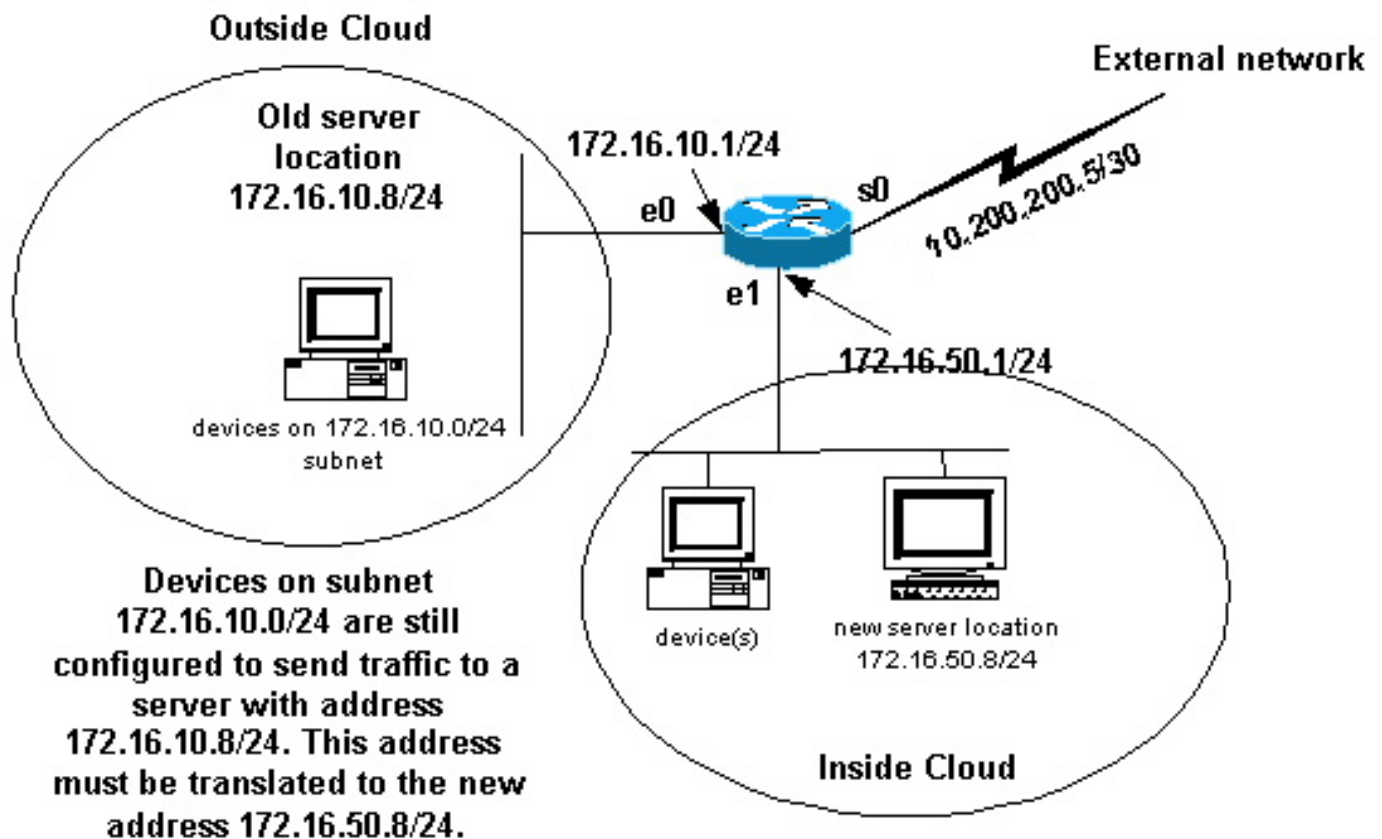 Outside Cloud
External network
Old server
location
172.16.10.8/24
172.16.10.1/24
e0
s0
10.200.200.5/30
e1
172.16.50.1/24
devices on 172.16.10.0/24
subnet
device(s)
new server location
172.16.50.8/24
Inside Cloud
Devices on subnet
172.16.10.0/24 are still
configured to send traffic to a
server with address
172.16.10.8/24. This address
must be translated to the new
address 172.16.50.8/24.